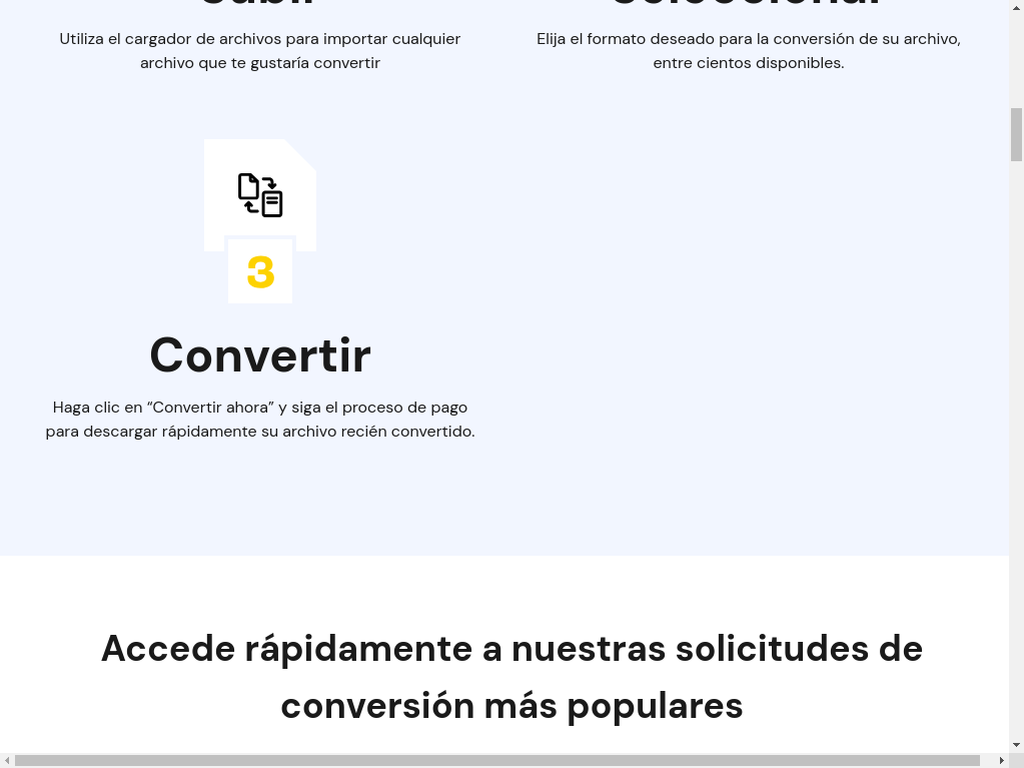 Subir
Utiliza el cargador de archivos para importar cualquier
archivo que te gustaría convertir
Seleccionar
Elija el formato deseado para la conversión de su archivo,
entre cientos disponibles.
3
Convertir
Haga clic en “Convertir ahora” y siga el proceso de pago
para descargar rápidamente su archivo recién convertido.
Accede rápidamente a nuestras solicitudes de
conversión más populares